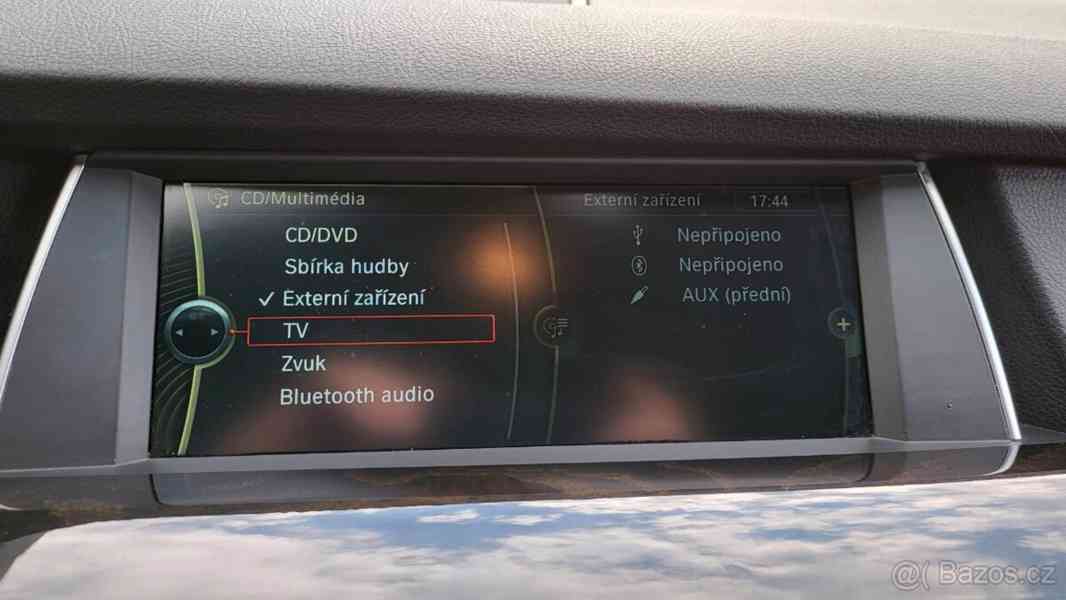 CD/Multimédia
CD/DVD
Sbírka hudby
✓ Externí zařízení
TV
Zvuk
Bluetooth audio
Externí zařízení 17:44
Nepřipojeno
Nepřipojeno
AUX (přední)
@( Bazos.cz